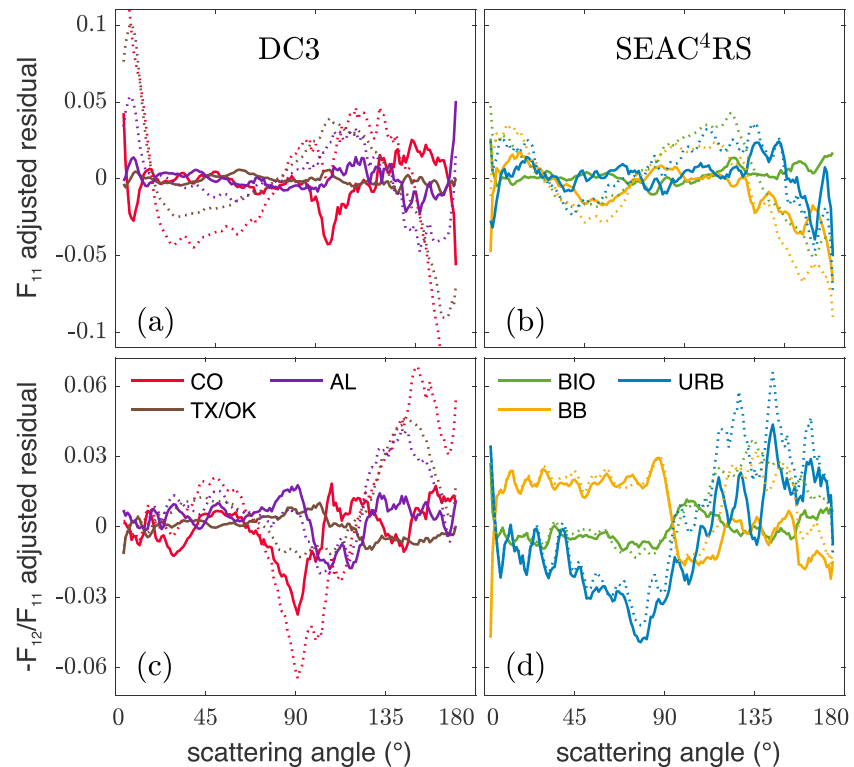 DC3
SEAC⁴RS
F₁₁ adjusted residual
0.1
0.05
0
-0.05
-0.1
(a)
(b)
-F₁₂/F₁₁ adjusted residual
0.06
0.03
0
-0.03
-0.06
CO
AL
TX/OK
BIO
URB
BB
(c)
(d)
0
45
90
135
180
0
45
90
135
180
scattering angle (°)
scattering angle (°)